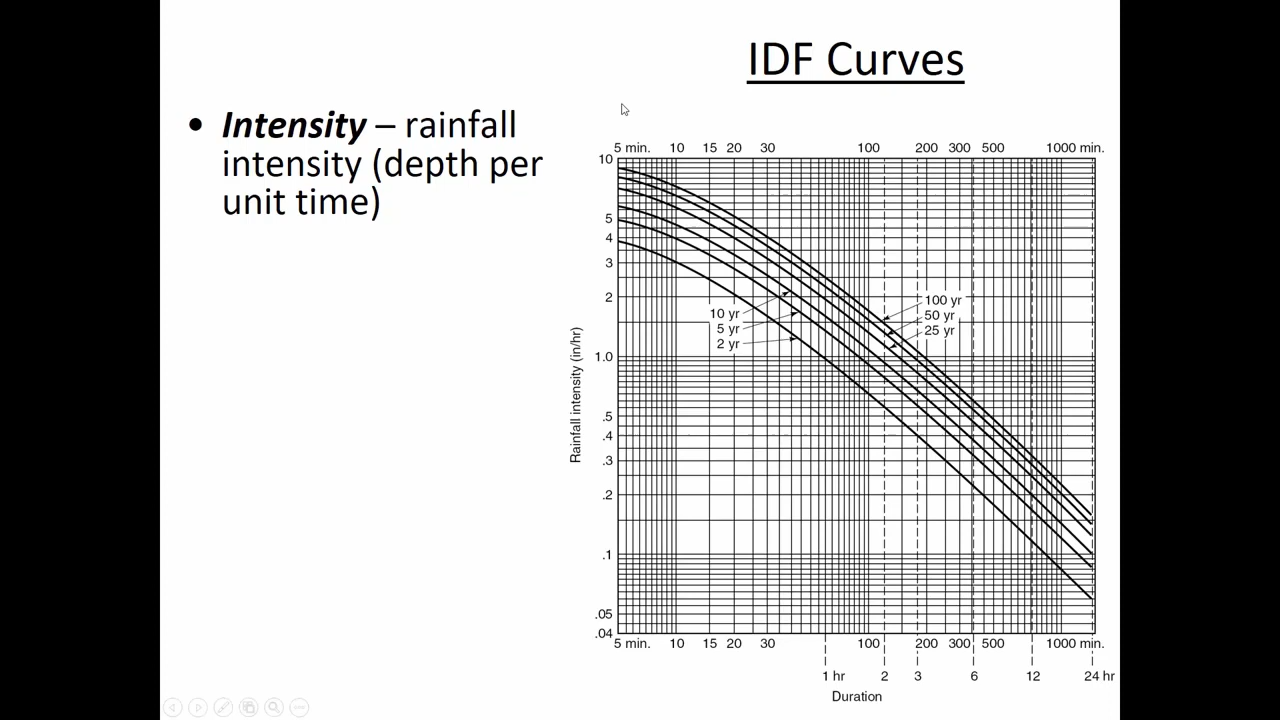 IDF Curves
• Intensity – rainfall
intensity (depth per
unit time)
5 min. 10 15 20 30 100 200 300 500 1000 min.
10
5
4
3
2
1.0
.5
.4
.3
.2
.1
.05
.04
Rainfall intensity (in/hr)
100 yr
50 yr
25 yr
10 yr
5 yr
2 yr
5 min. 10 15 20 30 100 200 300 500 1000 min.
1 hr 2 3 6 12 24 hr
Duration